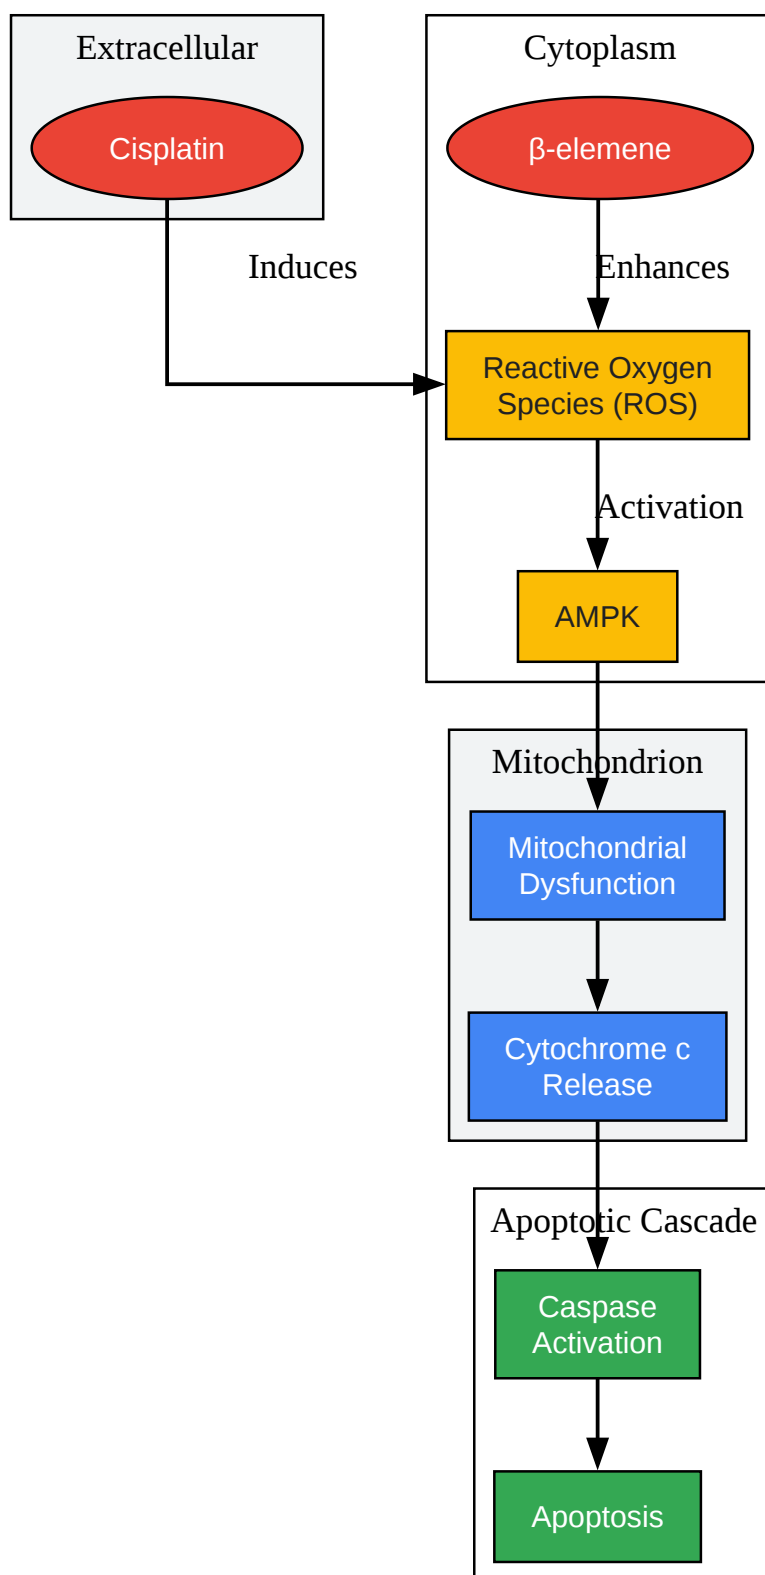 Extracellular
Cytoplasm
Cisplatin
β-elemene
Induces
Enhances
Reactive Oxygen
Species (ROS)
Activation
AMPK
Mitochondrion
Mitochondrial
Dysfunction
Cytochrome c
Release
Apoptotic Cascade
Caspase
Activation
Apoptosis